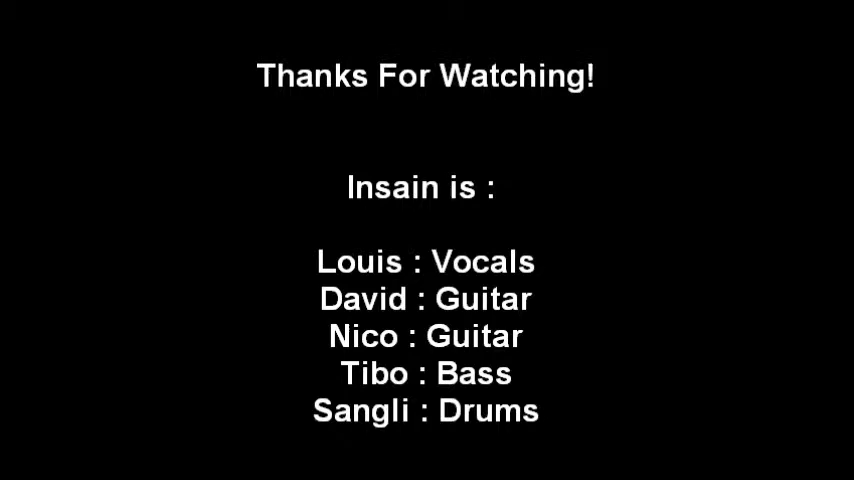 Thanks For Watching!
Insain is :
Louis : Vocals
David : Guitar
Nico : Guitar
Tibo : Bass
Sangli : Drums